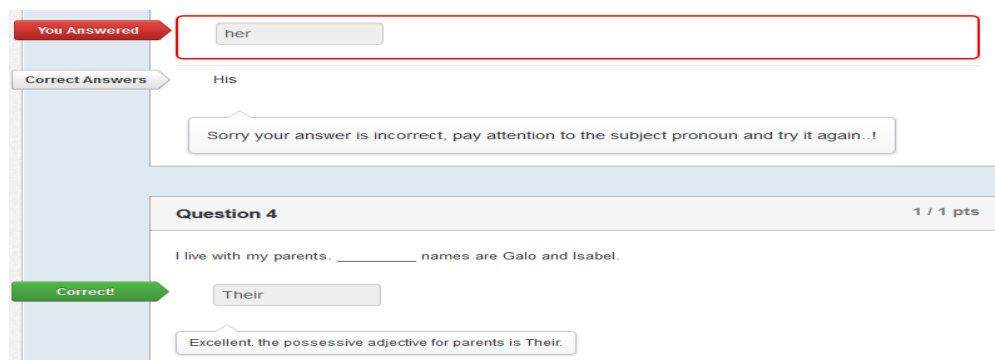 You Answered her
Correct Answers His
Sorry your answer is incorrect, pay attention to the subject pronoun and try it again..!
Question 4 1 / 1 pts
I live with my parents. __________ names are Galo and Isabel.
Correct! Their
Excellent. the possessive adjective for parents is Their.